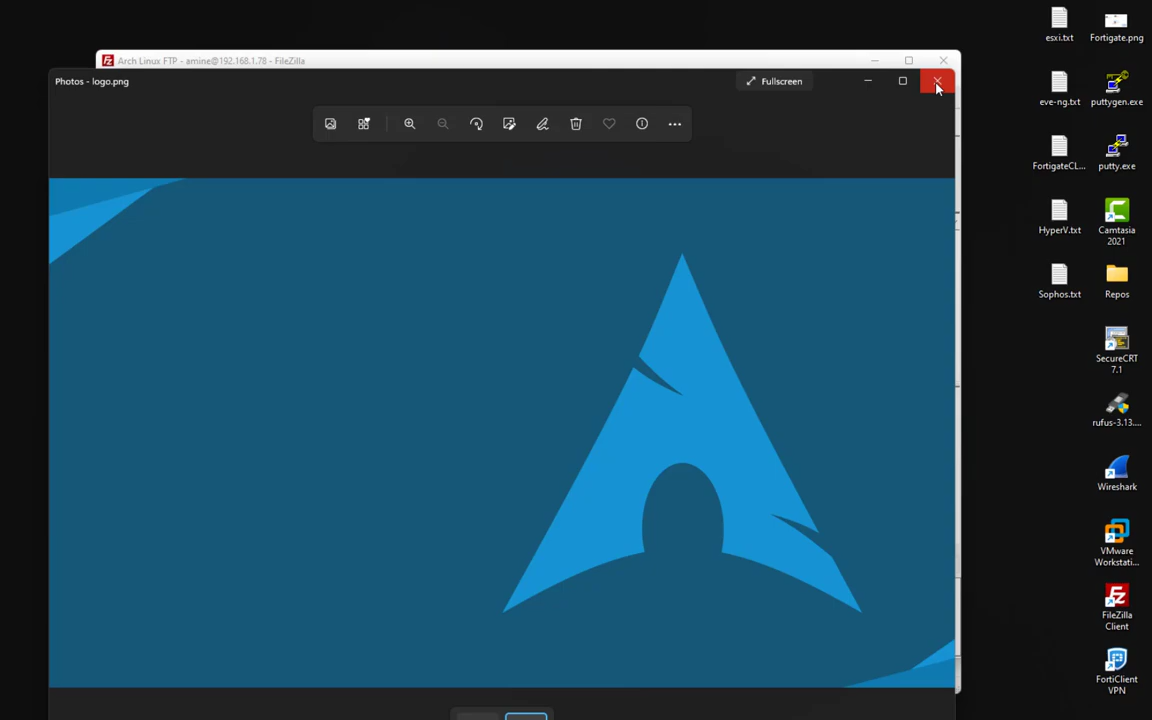 Arch Linux FTP - amine@192.168.1.78 - FileZilla
Photos - logo.png
Fullscreen
esxi.txt
Fortigate.png
eve-ng.txt
puttygen.exe
FortigateCL...
putty.exe
HyperV.txt
Camtasia
2021
Sophos.txt
Repos
SecureCRT
7.1
rufus-3.13....
Wireshark
VMware
Workstati...
FileZilla
Client
FortiClient
VPN